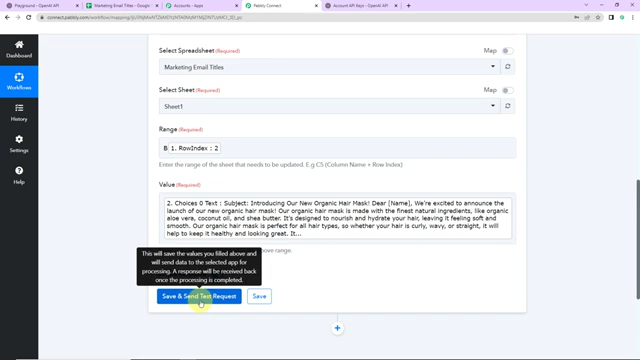 Playground - OpenAI API
Marketing Email Titles - Google
Accounts - Apps
Pabbly Connect
Account API Keys - OpenAI API
Dashboard
Workflows
History
Settings
Help
Select Spreadsheet (Required)
Map
Marketing Email Titles
Select Sheet (Required)
Map
Sheet1
Range (Required)
B 1. RowIndex : 2
Enter the range of the sheet that needs to be updated. E.g C5 (Column Name + Row Index)
Value (Required)
2. Choices 0 Text : Subject: Introducing Our New Organic Hair Mask! Dear [Name], We're excited to announce the
launch of our new organic hair mask! Our organic hair mask is made with the finest natural ingredients, like organic
aloe vera, coconut oil, and shea butter. It's designed to nourish and hydrate your hair, leaving it feeling soft and
smooth. Our organic hair mask is perfect for all hair types, so whether your hair is curly, wavy, or straight, it will
help to keep it healthy and looking great. It...
above range.
This will save the values you filled above and
will send data to the selected app for
processing. A response will be received back
once the processing is completed.
Save & Send Test Request
Save